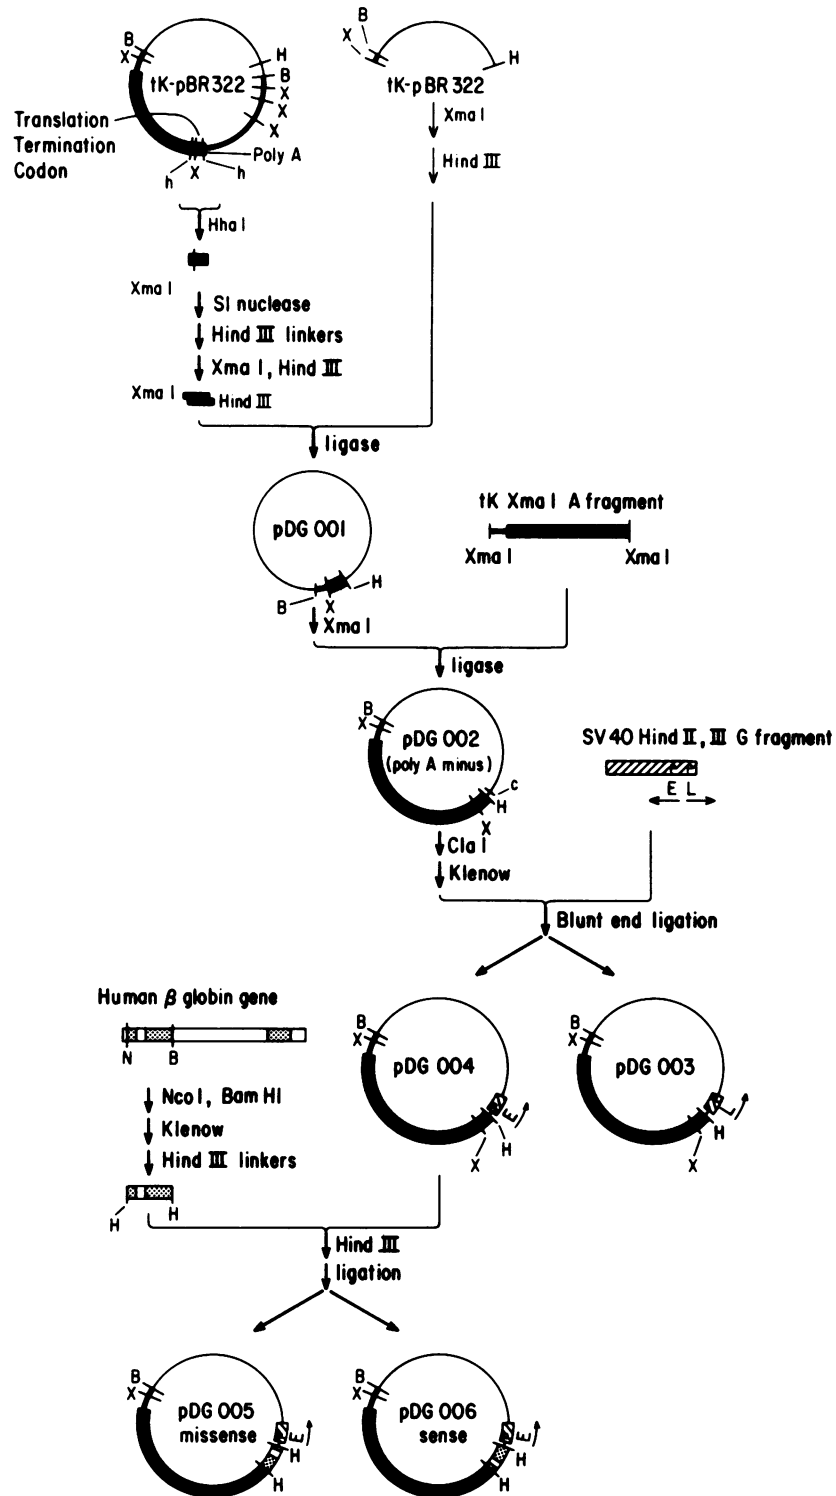 B
X
tK-pBR322
H
B
X
X
X
Translation
Termination
Codon
Poly A
h
X
h
B
X
H
tK-pBR322
Xma I
Hind III
Hha I
Xma I
SI nuclease
Hind III linkers
Xma I, Hind III
Xma I
Hind III
ligase
pDG 001
B
X
H
Xma I
tK Xma I A fragment
Xma I
Xma I
ligase
B
X
pDG 002
(poly A minus)
c
H
X
SV40 Hind II, III G fragment
E L
Cla I
Klenow
Blunt end ligation
Human β globin gene
N
B
Nco I, Bam HI
Klenow
Hind III linkers
H
H
B
X
pDG 004
E
H
X
B
X
pDG 003
L
H
X
Hind III
ligation
B
X
pDG 005
missense
E
H
H
B
X
pDG 006
sense
E
H
H